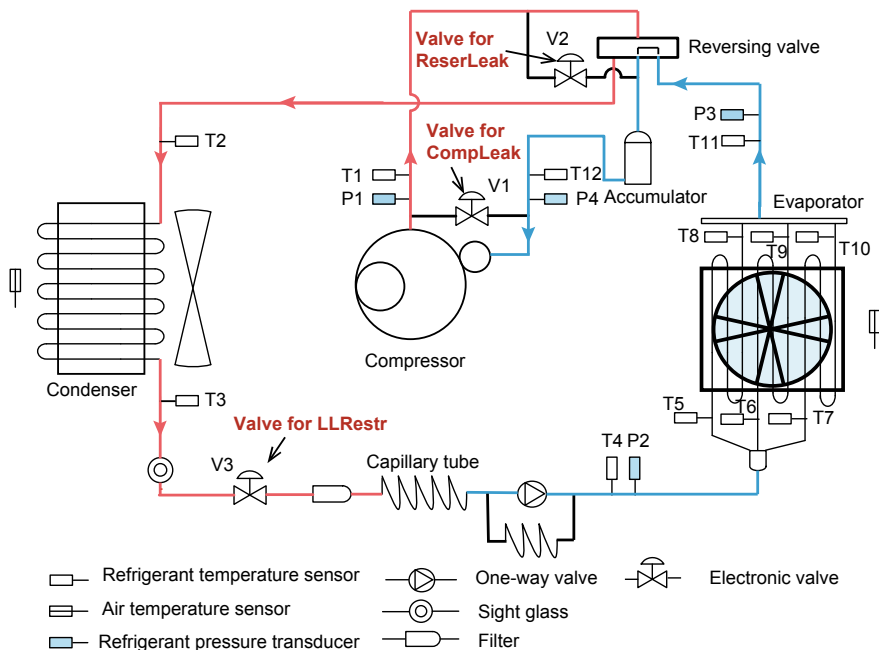 Valve for
ReserLeak
V2
Reversing valve
P3
T11
T2
Valve for
CompLeak
T1
P1
V1
T12
P4
Accumulator
Evaporator
T8
T9
T10
Compressor
Condenser
T3
T5
T6
T7
Valve for LLRestr
V3
Capillary tube
T4
P2
Refrigerant temperature sensor
One-way valve
Electronic valve
Air temperature sensor
Sight glass
Refrigerant pressure transducer
Filter